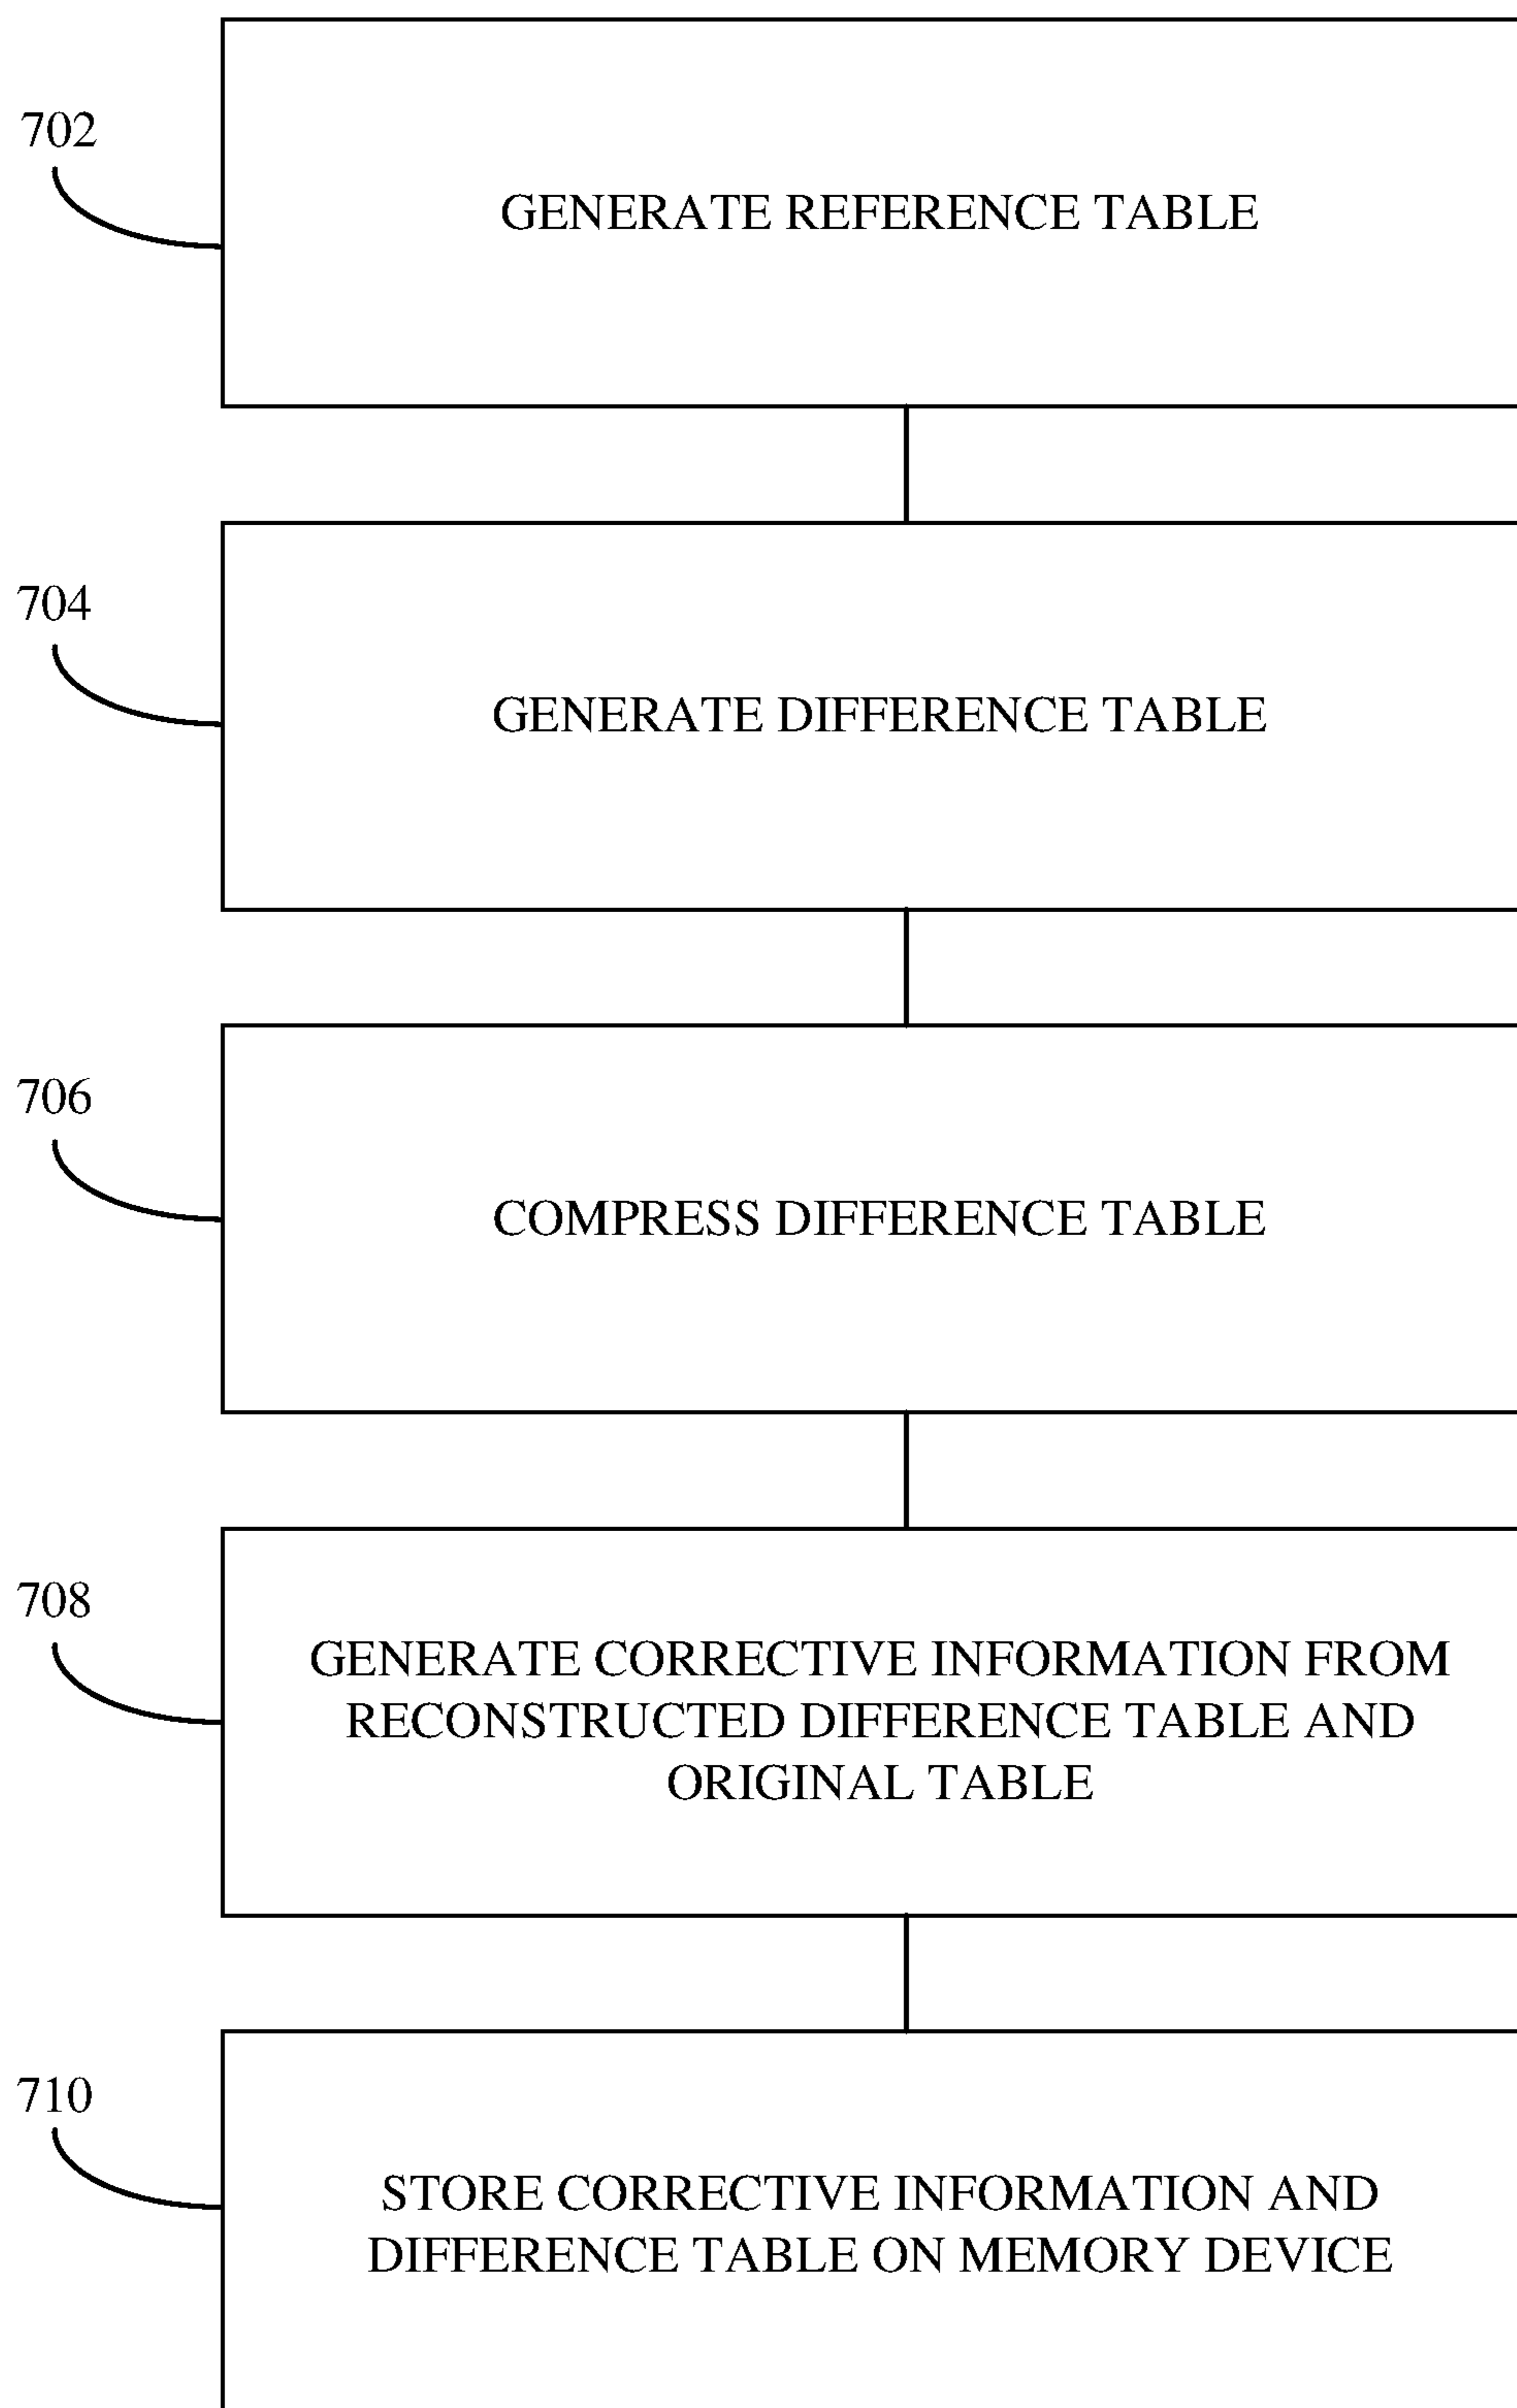 702
GENERATE REFERENCE TABLE
704
GENERATE DIFFERENCE TABLE
706
COMPRESS DIFFERENCE TABLE
708
GENERATE CORRECTIVE INFORMATION FROM
RECONSTRUCTED DIFFERENCE TABLE AND
ORIGINAL TABLE
710
STORE CORRECTIVE INFORMATION AND
DIFFERENCE TABLE ON MEMORY DEVICE